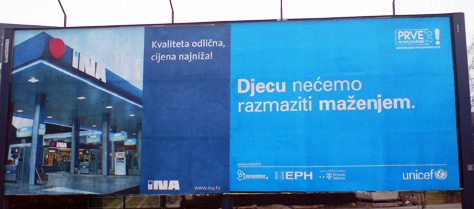 INA
Kvaliteta odlična,
cijena najniža!
INA
www.ina.hr
PRVE
3
!
Djecu nećemo
razmaziti maženjem.
EPH
unicef